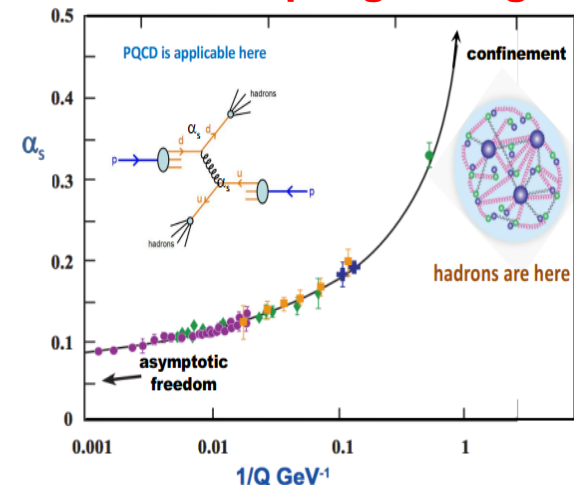 0.5
PQCD is applicable here
confinement
hadrons
0.4
αs
d
d
αs
p
0.3
αs
u
u
p
hadrons
0.2
hadrons are here
0.1
asymptotic
freedom
0
0.001
0.01
0.1
1
1/Q GeV-1